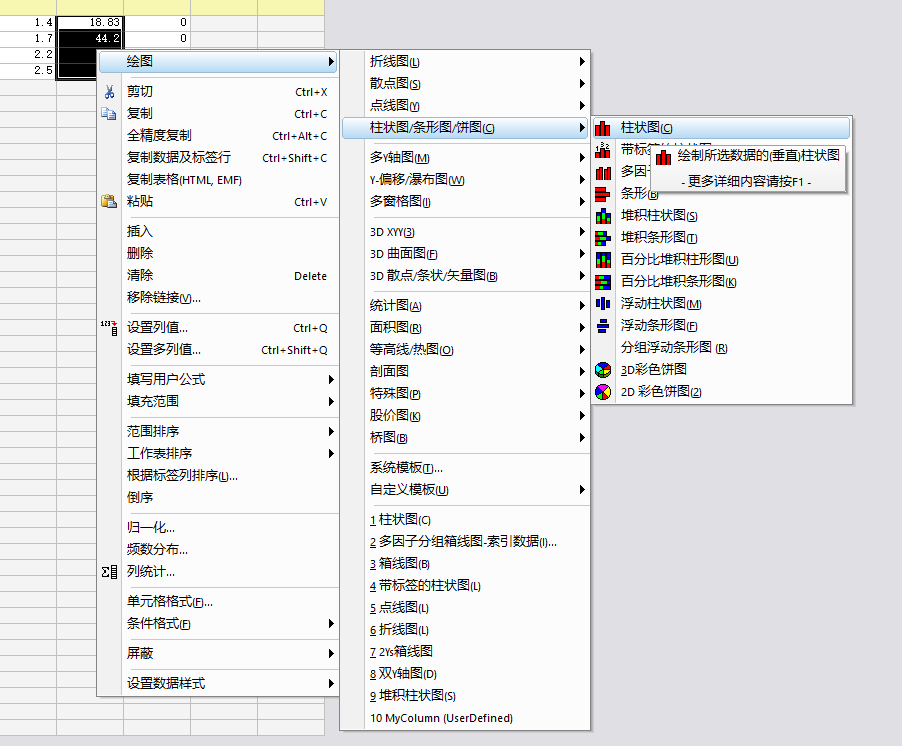 1.4 18.83 0
1.7 44.2 0
2.2
2.5
绘图
剪切 Ctrl+X
复制 Ctrl+C
全精度复制 Ctrl+Alt+C
复制数据及标签行 Ctrl+Shift+C
复制表格(HTML, EMF)
粘贴 Ctrl+V
插入
删除
清除 Delete
移除链接(V)...
设置列值... Ctrl+Q
设置多列值... Ctrl+Shift+Q
填写用户公式
填充范围
范围排序
工作表排序
根据标签列排序(L)...
倒序
归一化...
频数分布...
列统计...
单元格格式(F)...
条件格式(F)
屏蔽
设置数据样式
折线图(L)
散点图(S)
点线图(Y)
柱状图/条形图/饼图(C)
多Y轴图(M)
Y-偏移/瀑布图(W)
多窗格图(I)
3D XYY(3)
3D 曲面图(F)
3D 散点/条状/矢量图(B)
统计图(A)
面积图(R)
等高线/热图(O)
剖面图
特殊图(P)
股价图(K)
桥图(B)
系统模板(T)...
自定义模板(U)
1 柱状图(C)
2 多因子分组箱线图-索引数据(I)...
3 箱线图(B)
4 带标签的柱状图(L)
5 点线图(L)
6 折线图(L)
7 2Ys箱线图
8 双Y轴图(D)
9 堆积柱状图(S)
10 MyColumn (UserDefined)
柱状图(C)
带标签
多因子
条形(B)
绘制所选数据的(垂直)柱状图
- 更多详细内容请按F1 -
堆积柱状图(S)
堆积条形图(T)
百分比堆积柱形图(U)
百分比堆积条形图(K)
浮动柱状图(M)
浮动条形图(F)
分组浮动条形图 (R)
3D彩色饼图
2D 彩色饼图(2)